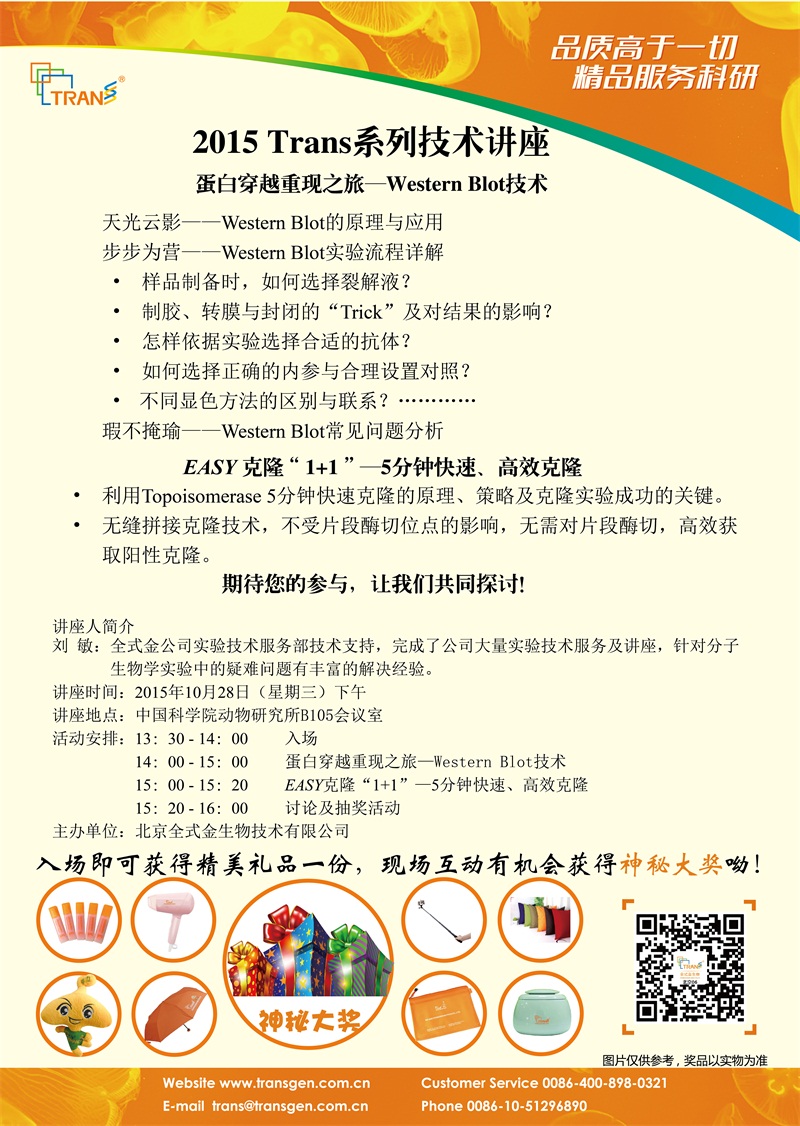 品质高于一切
精品服务科研
TRANS®
2015 Trans系列技术讲座
蛋白穿越重现之旅—Western Blot技术
天光云影——Western Blot的原理与应用
步步为营——Western Blot实验流程详解
• 样品制备时，如何选择裂解液？
• 制胶、转膜与封闭的“Trick”及对结果的影响？
• 怎样依据实验选择合适的抗体？
• 如何选择正确的内参与合理设置对照？
• 不同显色方法的区别与联系？…………
瑕不掩瑜——Western Blot常见问题分析
EASY 克隆“ 1+1 ”—5分钟快速、高效克隆
• 利用Topoisomerase 5分钟快速克隆的原理、策略及克隆实验成功的关键。
• 无缝拼接克隆技术，不受片段酶切位点的影响，无需对片段酶切，高效获
取阳性克隆。
期待您的参与，让我们共同探讨！
讲座人简介
刘 敏：全式金公司实验技术服务部技术支持，完成了公司大量实验技术服务及讲座，针对分子
生物学实验中的疑难问题有丰富的解决经验。
讲座时间：2015年10月28日（星期三）下午
讲座地点：中国科学院动物研究所B105会议室
活动安排：13：30 - 14：00 入场
14：00 - 15：00 蛋白穿越重现之旅—Western Blot技术
15：00 - 15：20 EASY克隆“1+1”—5分钟快速、高效克隆
15：20 - 16：00 讨论及抽奖活动
主办单位：北京全式金生物技术有限公司
入场即可获得精美礼品一份，现场互动有机会获得神秘大奖呦！
神秘大奖
TRANS
图片仅供参考，奖品以实物为准
Website www.transgen.com.cn Customer Service 0086-400-898-0321
E-mail trans@transgen.com.cn Phone 0086-10-51296890